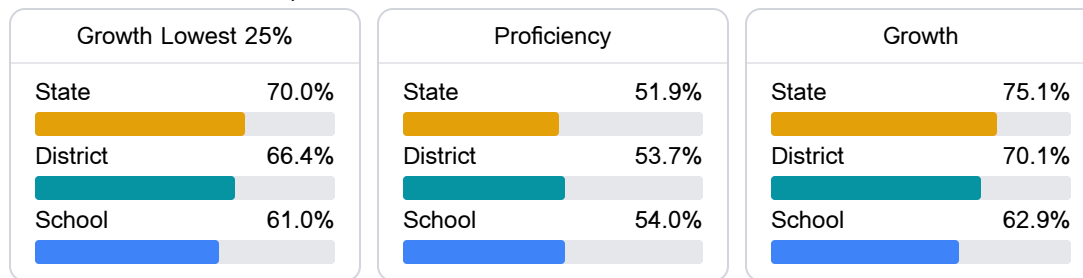 Growth Lowest 25%
State 70.0%
District 66.4%
School 61.0%
Proficiency
State 51.9%
District 53.7%
School 54.0%
Growth
State 75.1%
District 70.1%
School 62.9%